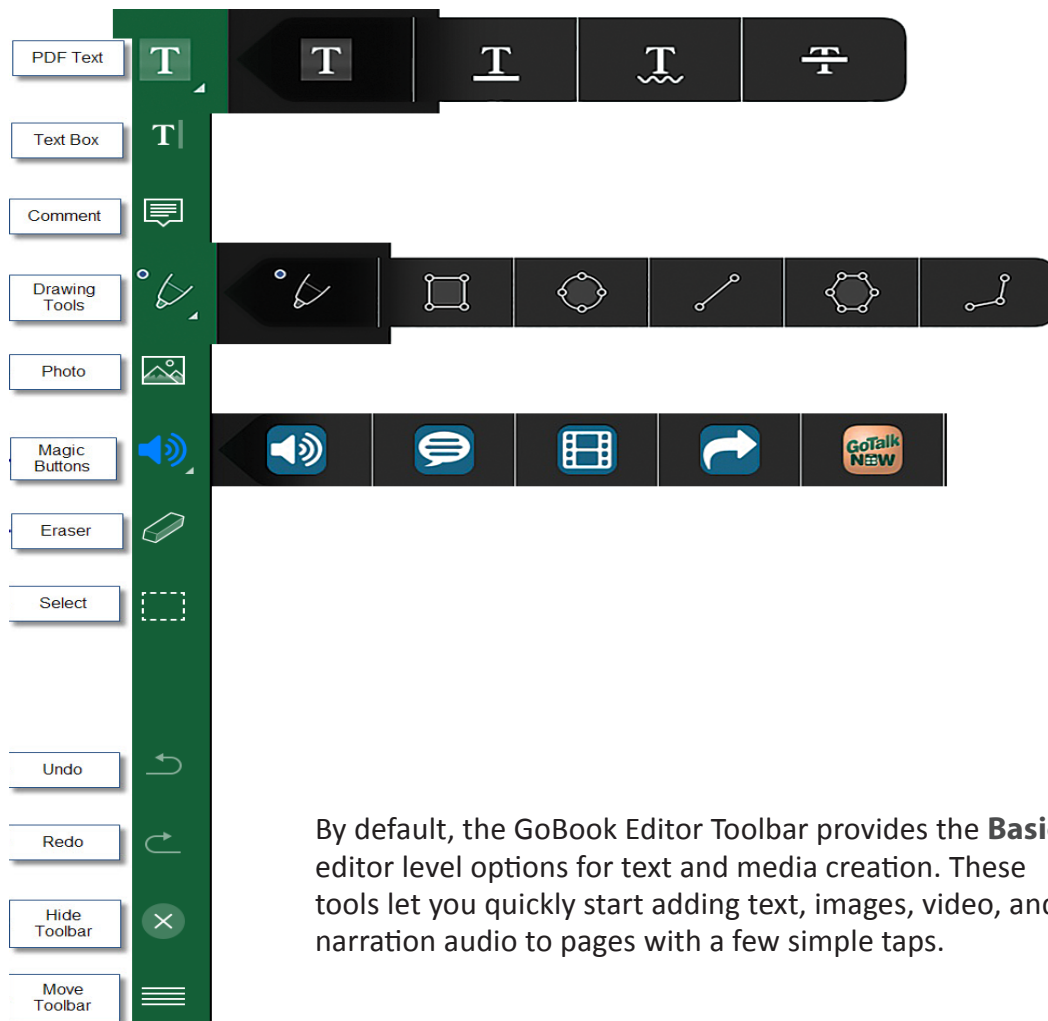 PDF Text
T
T
T
T
T
Text Box
T
Comment
Drawing
Tools
Photo
Magic
Buttons
GoTalk
NOW
Eraser
Select
Undo
Redo
Hide
Toolbar
Move
Toolbar
By default, the GoBook Editor Toolbar provides the Basic
editor level options for text and media creation. These
tools let you quickly start adding text, images, video, and
narration audio to pages with a few simple taps.